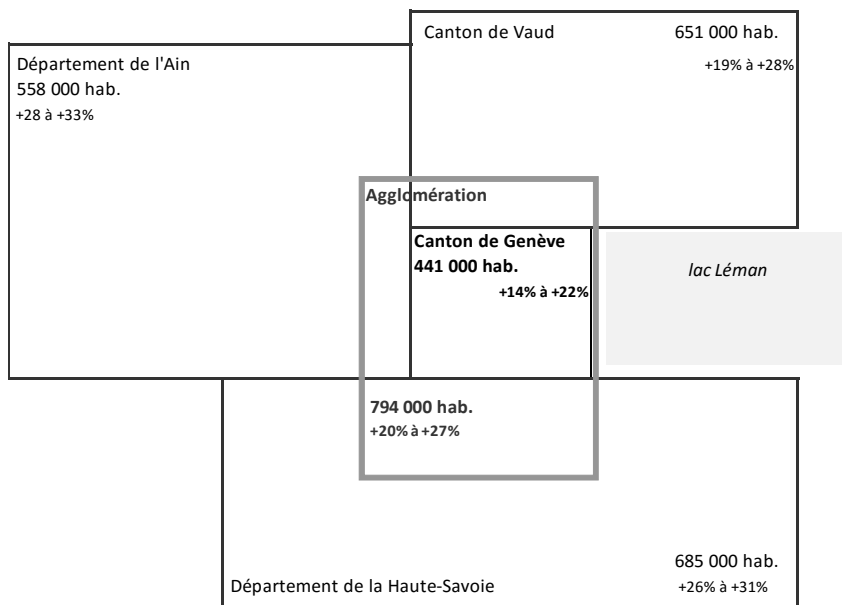 Canton de Vaud 651 000 hab.
+19% à +28%
Département de l'Ain
558 000 hab.
+28 à +33%
Agglomération
Canton de Genève
441 000 hab.
+14% à +22%
lac Léman
794 000 hab.
+20% à +27%
685 000 hab.
Département de la Haute-Savoie +26% à +31%